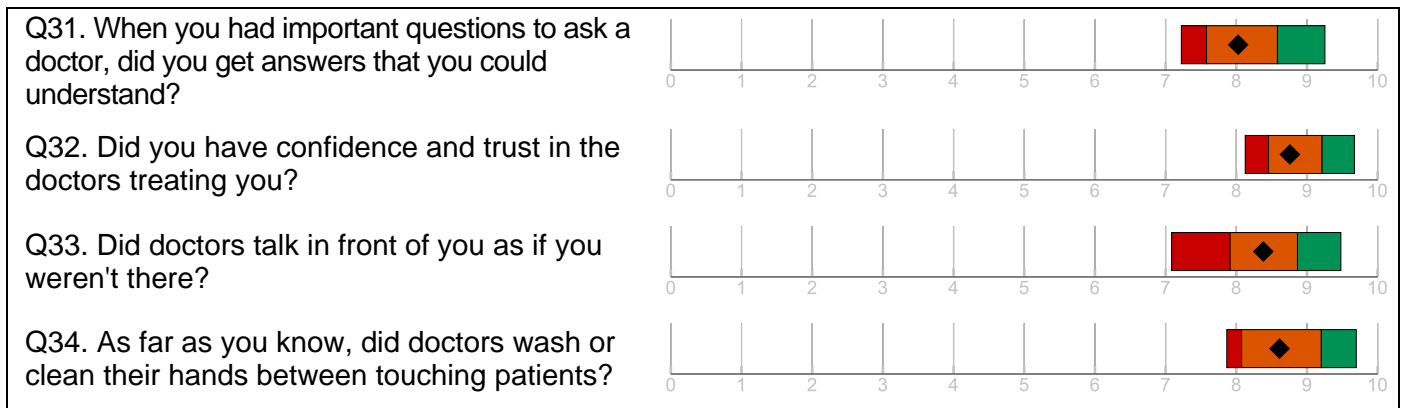 Q31. When you had important questions to ask a
doctor, did you get answers that you could
understand?
0 1 2 3 4 5 6 7 8 9 10
Q32. Did you have confidence and trust in the
doctors treating you?
0 1 2 3 4 5 6 7 8 9 10
Q33. Did doctors talk in front of you as if you
weren't there?
0 1 2 3 4 5 6 7 8 9 10
Q34. As far as you know, did doctors wash or
clean their hands between touching patients?
0 1 2 3 4 5 6 7 8 9 10